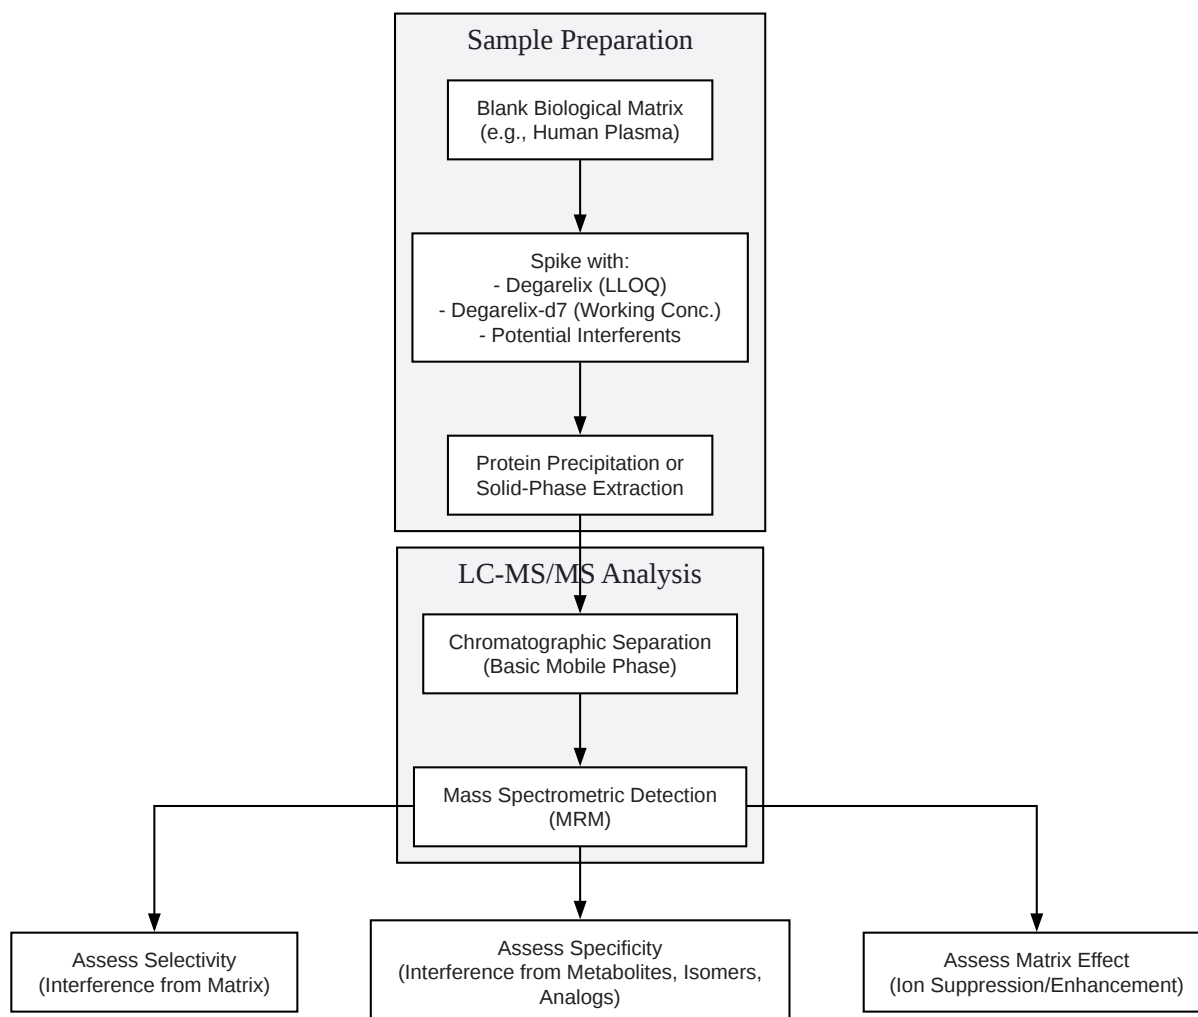 Sample Preparation
Blank Biological Matrix
(e.g., Human Plasma)
Spike with:
- Degarelix (LLOQ)
- Degarelix-d7 (Working Conc.)
- Potential Interferents
Protein Precipitation or
Solid-Phase Extraction
LC-MS/MS Analysis
Chromatographic Separation
(Basic Mobile Phase)
Mass Spectrometric Detection
(MRM)
Assess Selectivity
(Interference from Matrix)
Assess Specificity
(Interference from Metabolites, Isomers,
Analogs)
Assess Matrix Effect
(Ion Suppression/Enhancement)